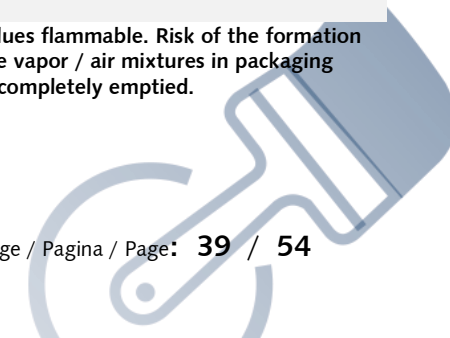 lues flammable. Risk of the formation
e vapor / air mixtures in packaging
completely emptied.
ge / Pagina / Page: 39 / 54